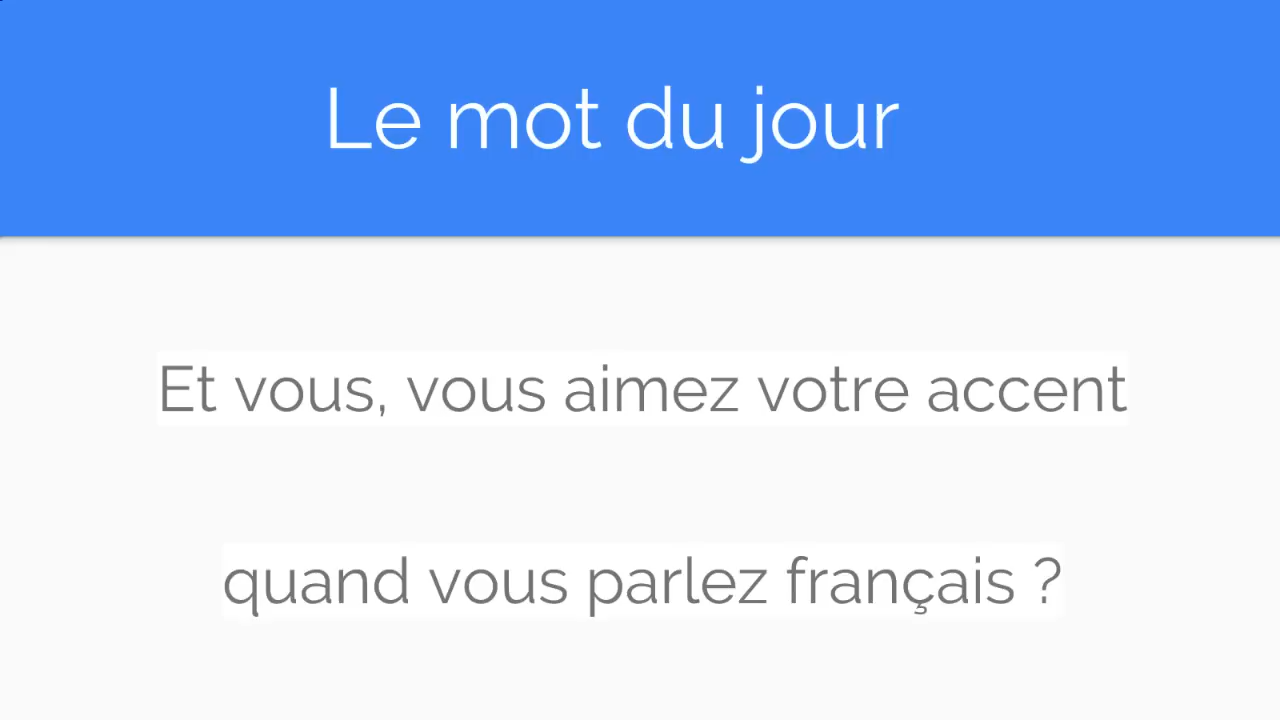 Le mot du jour
Et vous, vous aimez votre accent
quand vous parlez français ?